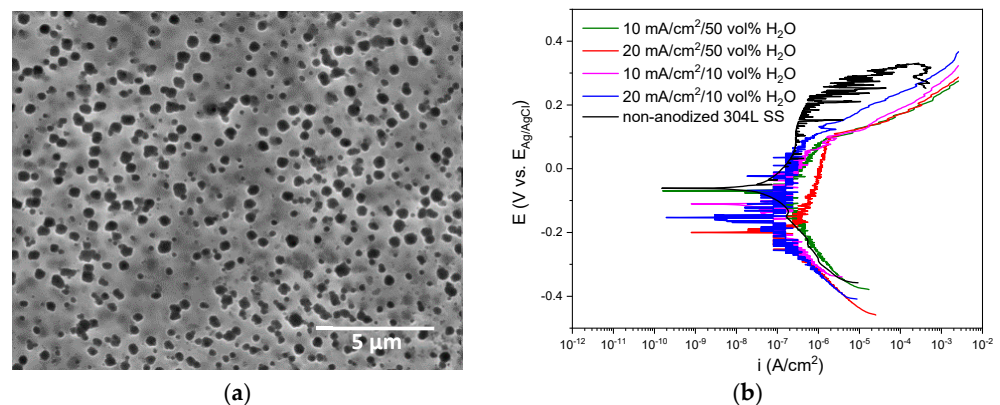 5 µm
(a)
10 mA/cm²/50 vol% H₂O
20 mA/cm²/50 vol% H₂O
10 mA/cm²/10 vol% H₂O
20 mA/cm²/10 vol% H₂O
non-anodized 304L SS
E (V vs. E_Ag/AgCl)
0.4
0.2
0.0
-0.2
-0.4
10⁻¹² 10⁻¹¹ 10⁻¹⁰ 10⁻⁹ 10⁻⁸ 10⁻⁷ 10⁻⁶ 10⁻⁵ 10⁻⁴ 10⁻³ 10⁻²
i (A/cm²)
(b)